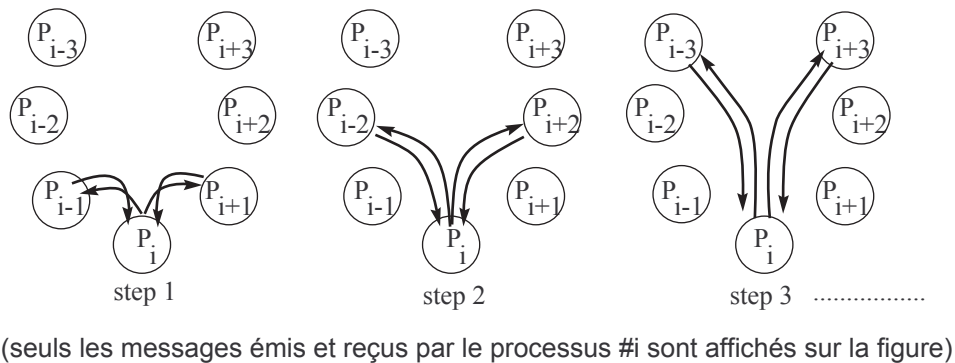 P i-3 P i+3 P i-3 P i+3 P i-3 P i+3
P i-2 P i+2 P i-2 P i+2 P i-2 P i+2
P i-1 P i+1 P i-1 P i+1 P i-1 P i+1
P i P i P i
step 1 step 2 step 3 .................
(seuls les messages émis et reçus par le processus #i sont affichés sur la figure)